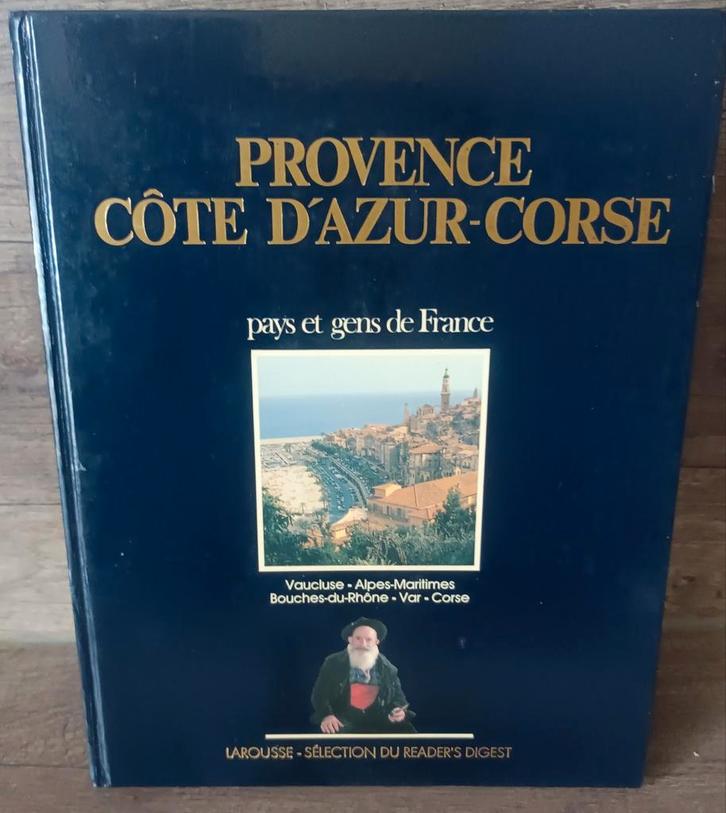 PROVENCE
CÔTE D'AZUR-CORSE
pays et gens de France
Vaucluse - Alpes-Maritimes
Bouches-du-Rhône - Var - Corse
LAROUSSE - SÉLECTION DU READER'S DIGEST